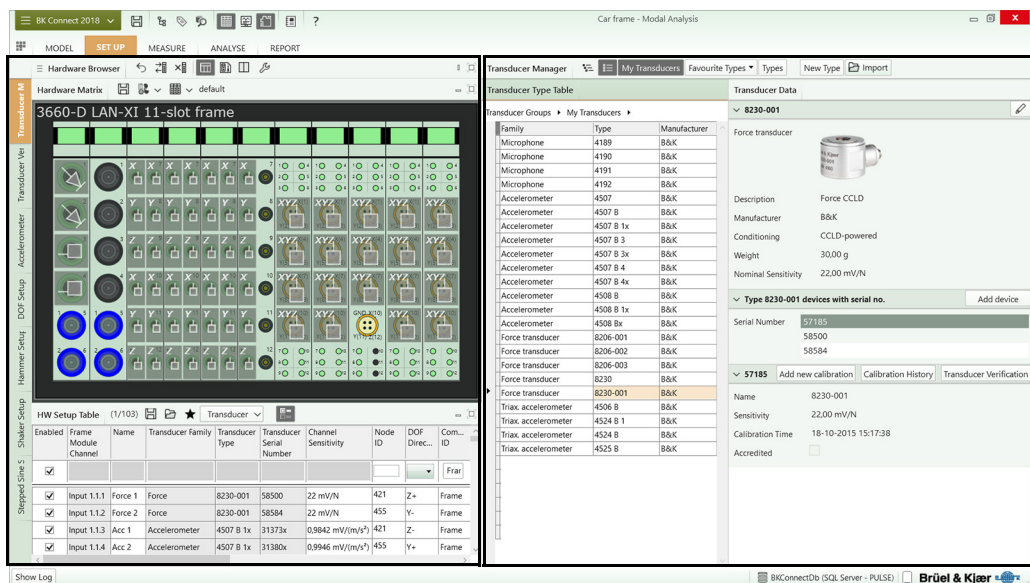 BK Connect 2018
?
Car frame - Modal Analysis
MODEL SET UP MEASURE ANALYSE REPORT
Hardware Browser
Hardware Matrix default
3660-D LAN-XI 11-slot frame
Transducer M
Transducer Ver
Accelerometer
DOF Setup
Hammer Setup
Shaker Setup
Stepped Sine S
HW Setup Table (1/103) Transducer
Enabled Frame Module Channel Name Transducer Family Transducer Type Transducer Serial Number Channel Sensitivity Node ID DOF Direc... Com... ID
Frar
Input 1.1.1 Force 1 Force 8230-001 58500 22 mV/N 421 Z+ Frame
Input 1.1.2 Force 2 Force 8230-001 58584 22 mV/N 455 Y- Frame
Input 1.1.3 Acc 1 Accelerometer 4507 B 1x 31373x 0,9842 mV/(m/s²) 421 Z- Frame
Input 1.1.4 Acc 2 Accelerometer 4507 B 1x 31380x 0,9946 mV/(m/s²) 455 Y+ Frame
Show Log
Transducer Manager My Transducers Favourite Types Types New Type Import
Transducer Type Table
Transducer Groups My Transducers
Family Type Manufacturer
Microphone 4189 B&K
Microphone 4190 B&K
Microphone 4191 B&K
Microphone 4192 B&K
Accelerometer 4507 B&K
Accelerometer 4507 B B&K
Accelerometer 4507 B 1x B&K
Accelerometer 4507 B 3 B&K
Accelerometer 4507 B 3x B&K
Accelerometer 4507 B 4 B&K
Accelerometer 4507 B 4x B&K
Accelerometer 4508 B B&K
Accelerometer 4508 B 1x B&K
Accelerometer 4508 Bx B&K
Force transducer 8206-001 B&K
Force transducer 8206-002 B&K
Force transducer 8206-003 B&K
Force transducer 8230 B&K
Force transducer 8230-001 B&K
Triax. accelerometer 4506 B B&K
Triax. accelerometer 4524 B 1 B&K
Triax. accelerometer 4524 B B&K
Triax. accelerometer 4525 B B&K
Transducer Data
8230-001
Force transducer
Description Force CCLD
Manufacturer B&K
Conditioning CCLD-powered
Weight 30,00 g
Nominal Sensitivity 22,00 mV/N
Type 8230-001 devices with serial no. Add device
Serial Number 57185
58500
58584
57185 Add new calibration Calibration History Transducer Verification
Name 8230-001
Sensitivity 22,00 mV/N
Calibration Time 18-10-2015 15:17:38
Accredited
BKConnectDb (SQL Server - PULSE) Brüel & Kjær